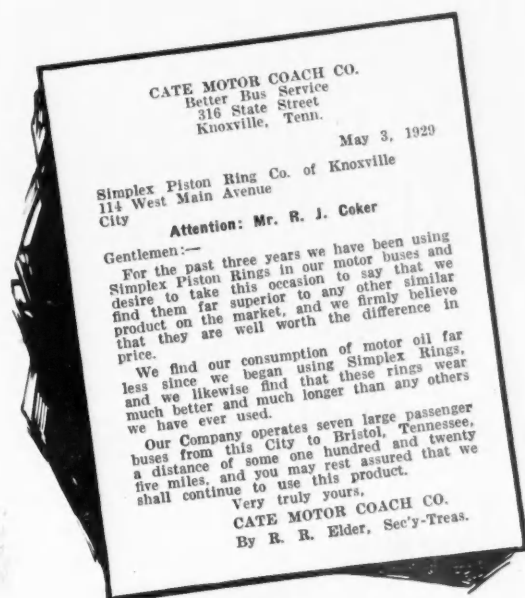 CATE MOTOR COACH CO.
Better Bus Service
316 State Street
Knoxville, Tenn.
May 3, 1929
Simplex Piston Ring Co. of Knoxville
114 West Main Avenue
City
Attention: Mr. R. J. Coker
Gentlemen:—
For the past three years we have been using
Simplex Piston Rings in our motor buses and
desire to take this occasion to say that we
find them far superior to any other similar
product on the market, and we firmly believe
that they are well worth the difference in
price.
We find our consumption of motor oil far
less since we began using Simplex Rings,
and we likewise find that these rings wear
much better and much longer than any others
we have ever used.
Our Company operates seven large passenger
buses from this City to Bristol, Tennessee,
a distance of some one hundred and twenty
five miles, and you may rest assured that we
shall continue to use this product.
Very truly yours,
CATE MOTOR COACH CO.
By R. R. Elder, Sec'y-Treas.